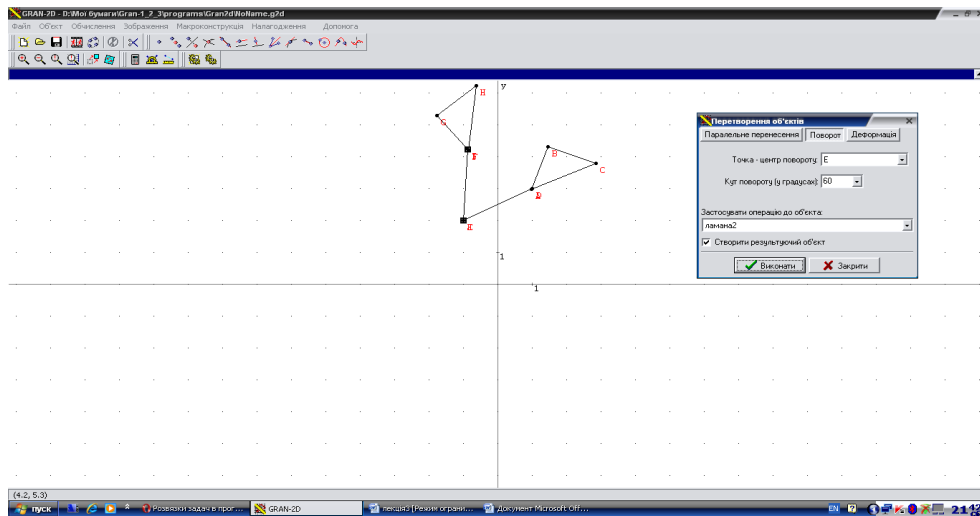 GRAN-2D - D:\Мої бумаги\Gran-1_2_3\programs\Gran2d\NoName.g2d
Файл Об'єкт Обчислення Зображення Макроконструкція Налагодження Допомога
y
H
G
F
B
C
D
1
1
Перетворення об'єктів
Паралельне перенесення Поворот Деформація
Точка - центр повороту: E
Кут повороту (у градусах): 60
Застосувати операцію до об'єкта:
ламана2
Створити результуючий об'єкт
Виконати Закрити
(4.2, 5.3)
пуск Розвязки задач в прог... GRAN-2D лекція3 [Режим ограни... Документ Microsoft Off... EN